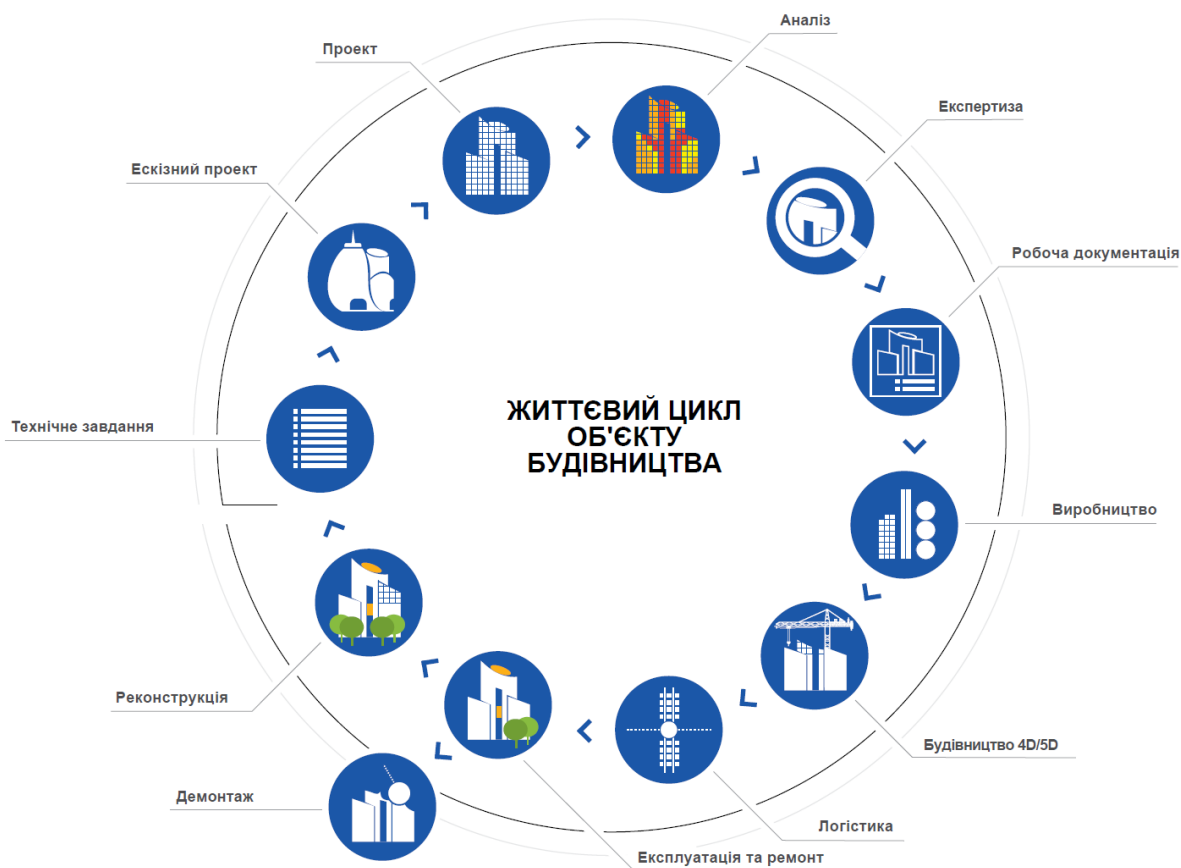 Аналіз
Проект
Експертиза
Ескізний проект
Робоча документація
ЖИТТЄВИЙ ЦИКЛ
ОБ'ЄКТУ
БУДІВНИЦТВА
Технічне завдання
Виробництво
Реконструкція
Будівництво 4D/5D
Демонтаж
Логістика
Експлуатація та ремонт